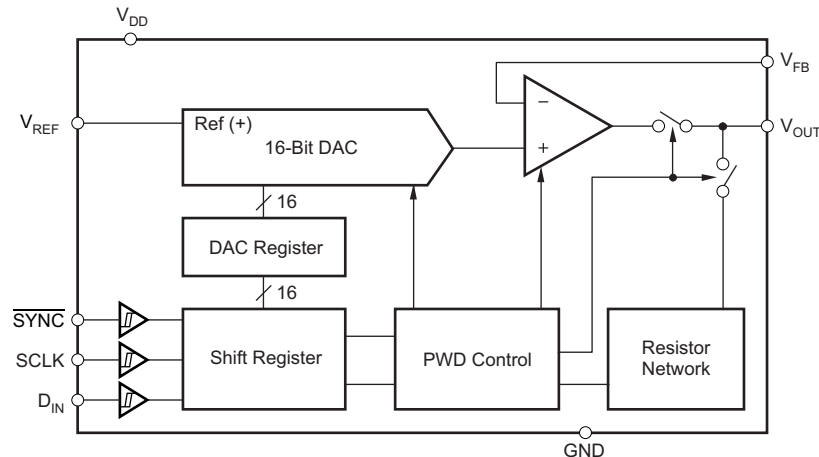 V_DD
V_FB
V_REF
Ref (+)
16-Bit DAC
−
+
V_OUT
16
DAC Register
16
SYNC
SCLK
D_IN
Shift Register
PWD Control
Resistor
Network
GND